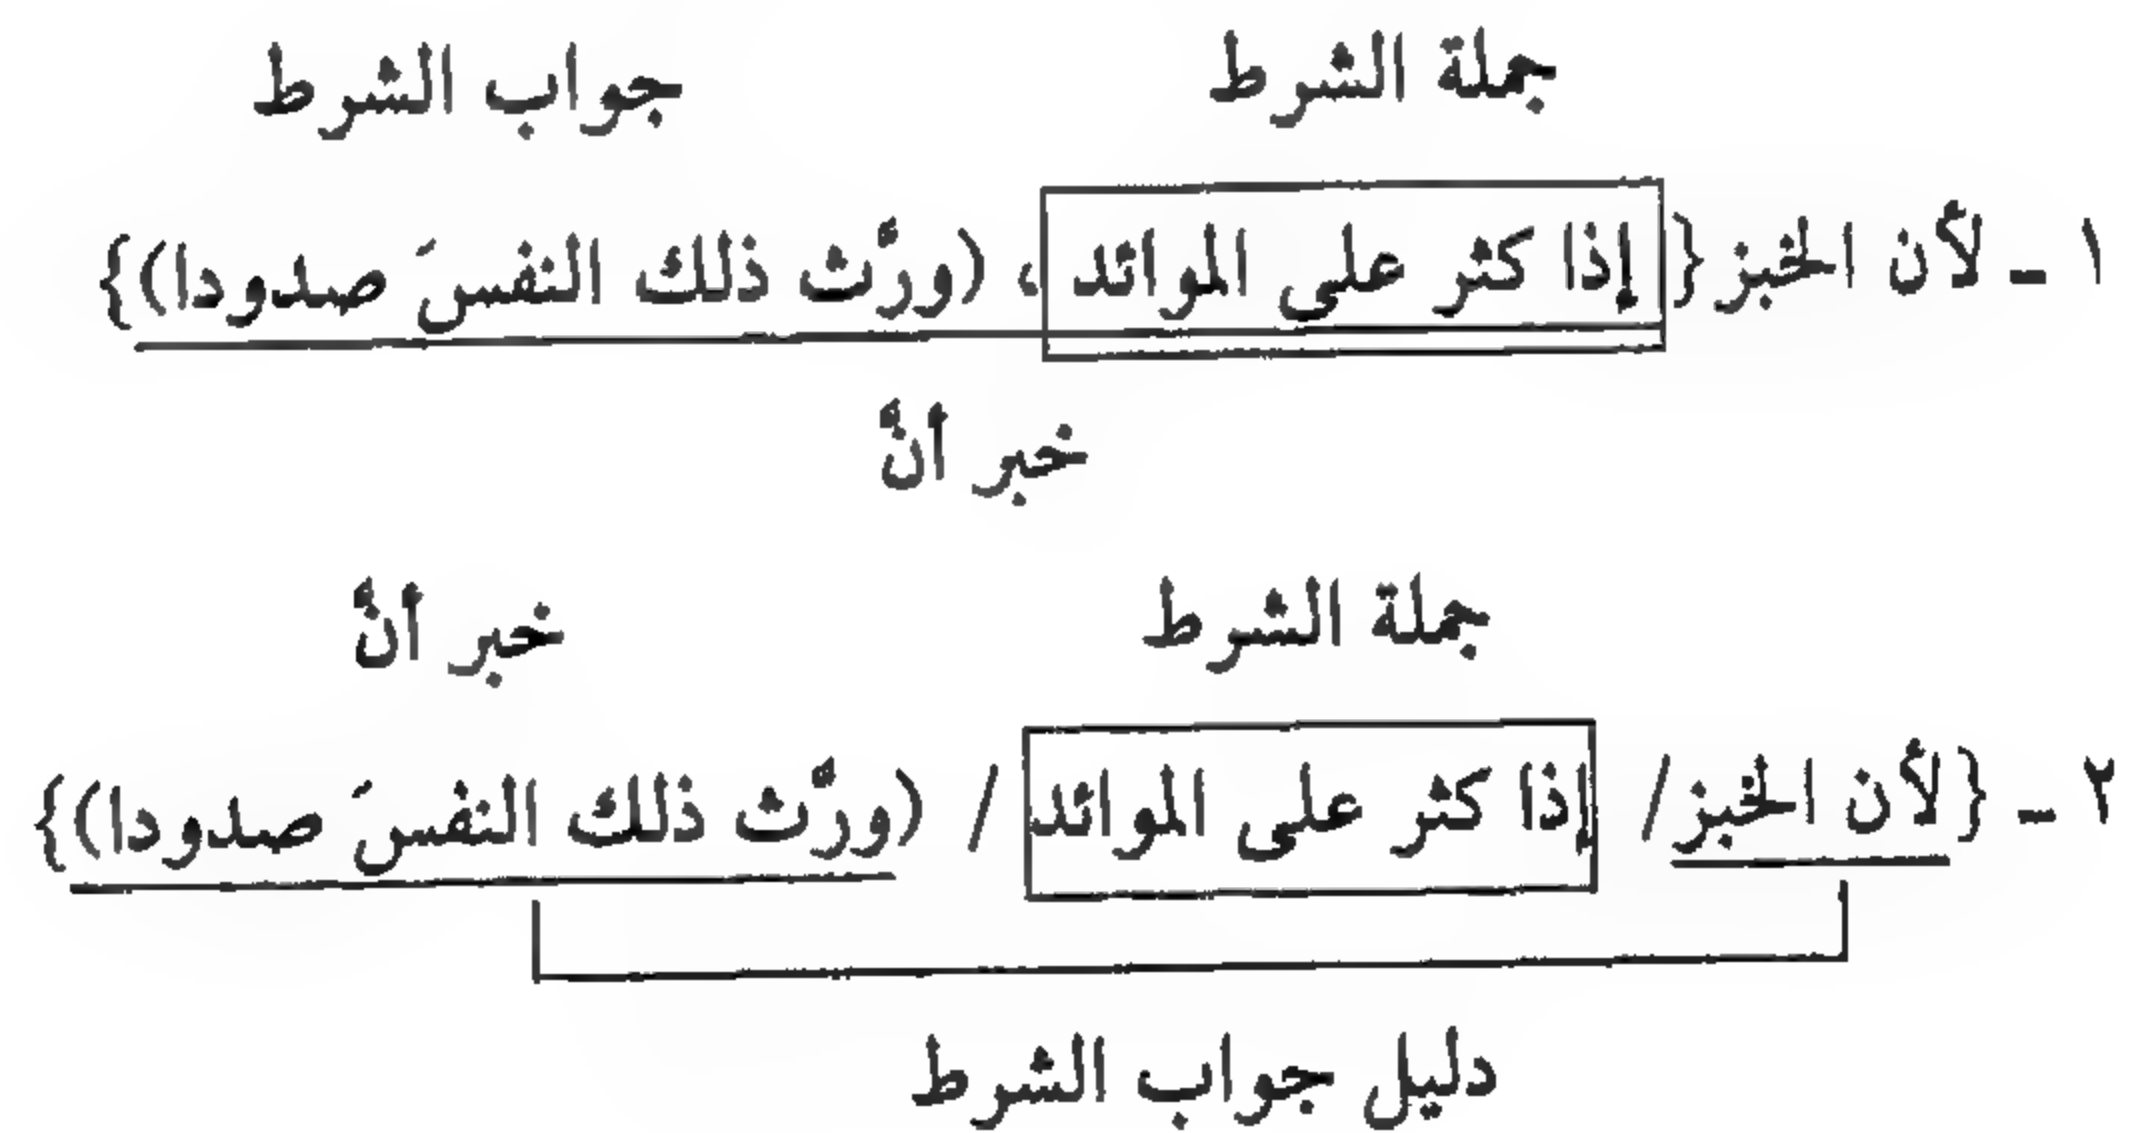 جملة الشرط جواب الشرط
١ ـ لأن الخبز {إذا كثر على الموائد، (ورَّث ذلك النفسَ صدودا)}
خبر أنَّ
جملة الشرط خبر أنَّ
٢ ـ {لأن الخبز/ إذا كثر على الموائد / (ورَّث ذلك النفسَ صدودا)}
دليل جواب الشرط